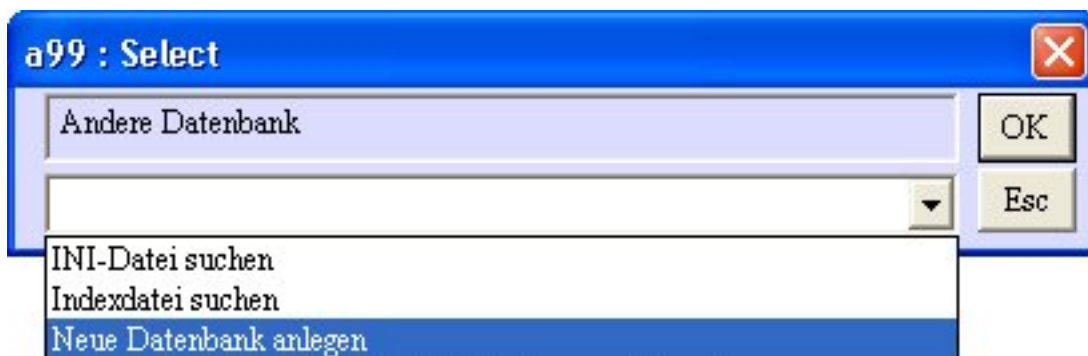 a99 : Select
Andere Datenbank
OK
Esc
INI-Datei suchen
Indexdatei suchen
Neue Datenbank anlegen